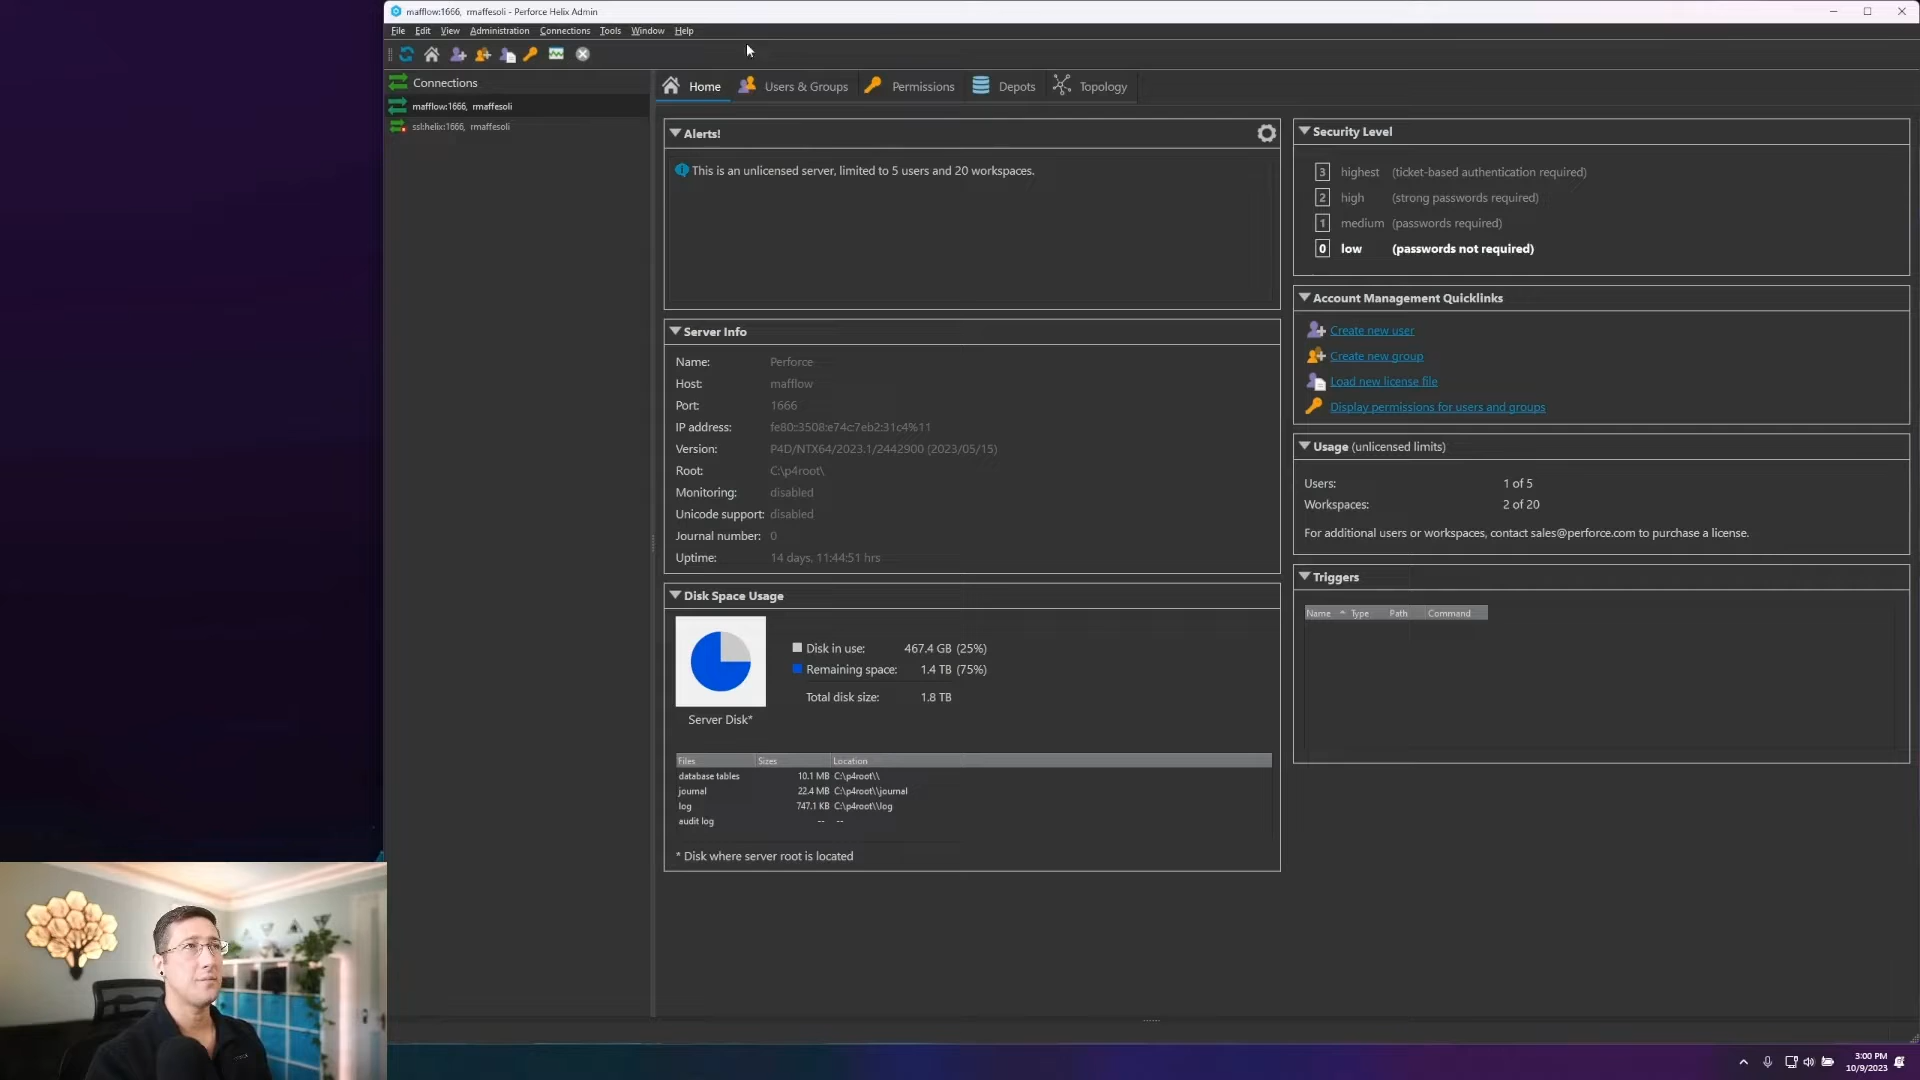 mafflow:1666, rmaffesoli - Perforce Helix Admin
File Edit View Administration Connections Tools Window Help
Connections
mafflow:1666, rmaffesoli
ssl:helix:1666, rmaffesoli
Home Users & Groups Permissions Depots Topology
Alerts!
This is an unlicensed server, limited to 5 users and 20 workspaces.
Server Info
Name: Perforce
Host: mafflow
Port: 1666
IP address: fe80::3508:e74c:7eb2:31c4%11
Version: P4D/NTX64/2023.1/2442900 (2023/05/15)
Root: C:\p4root\
Monitoring: disabled
Unicode support: disabled
Journal number: 0
Uptime: 14 days, 11:44:51 hrs
Disk Space Usage
Disk in use: 467.4 GB (25%)
Remaining space: 1.4 TB (75%)
Total disk size: 1.8 TB
Server Disk*
Files Sizes Location
database tables 10.1 MB C:\p4root\\
journal 22.4 MB C:\p4root\\journal
log 747.1 KB C:\p4root\\log
audit log -- --
* Disk where server root is located
Security Level
3 highest (ticket-based authentication required)
2 high (strong passwords required)
1 medium (passwords required)
0 low (passwords not required)
Account Management Quicklinks
Create new user
Create new group
Load new license file
Display permissions for users and groups
Usage (unlicensed limits)
Users: 1 of 5
Workspaces: 2 of 20
For additional users or workspaces, contact sales@perforce.com to purchase a license.
Triggers
Name Type Path Command
3:00 PM
10/9/2023